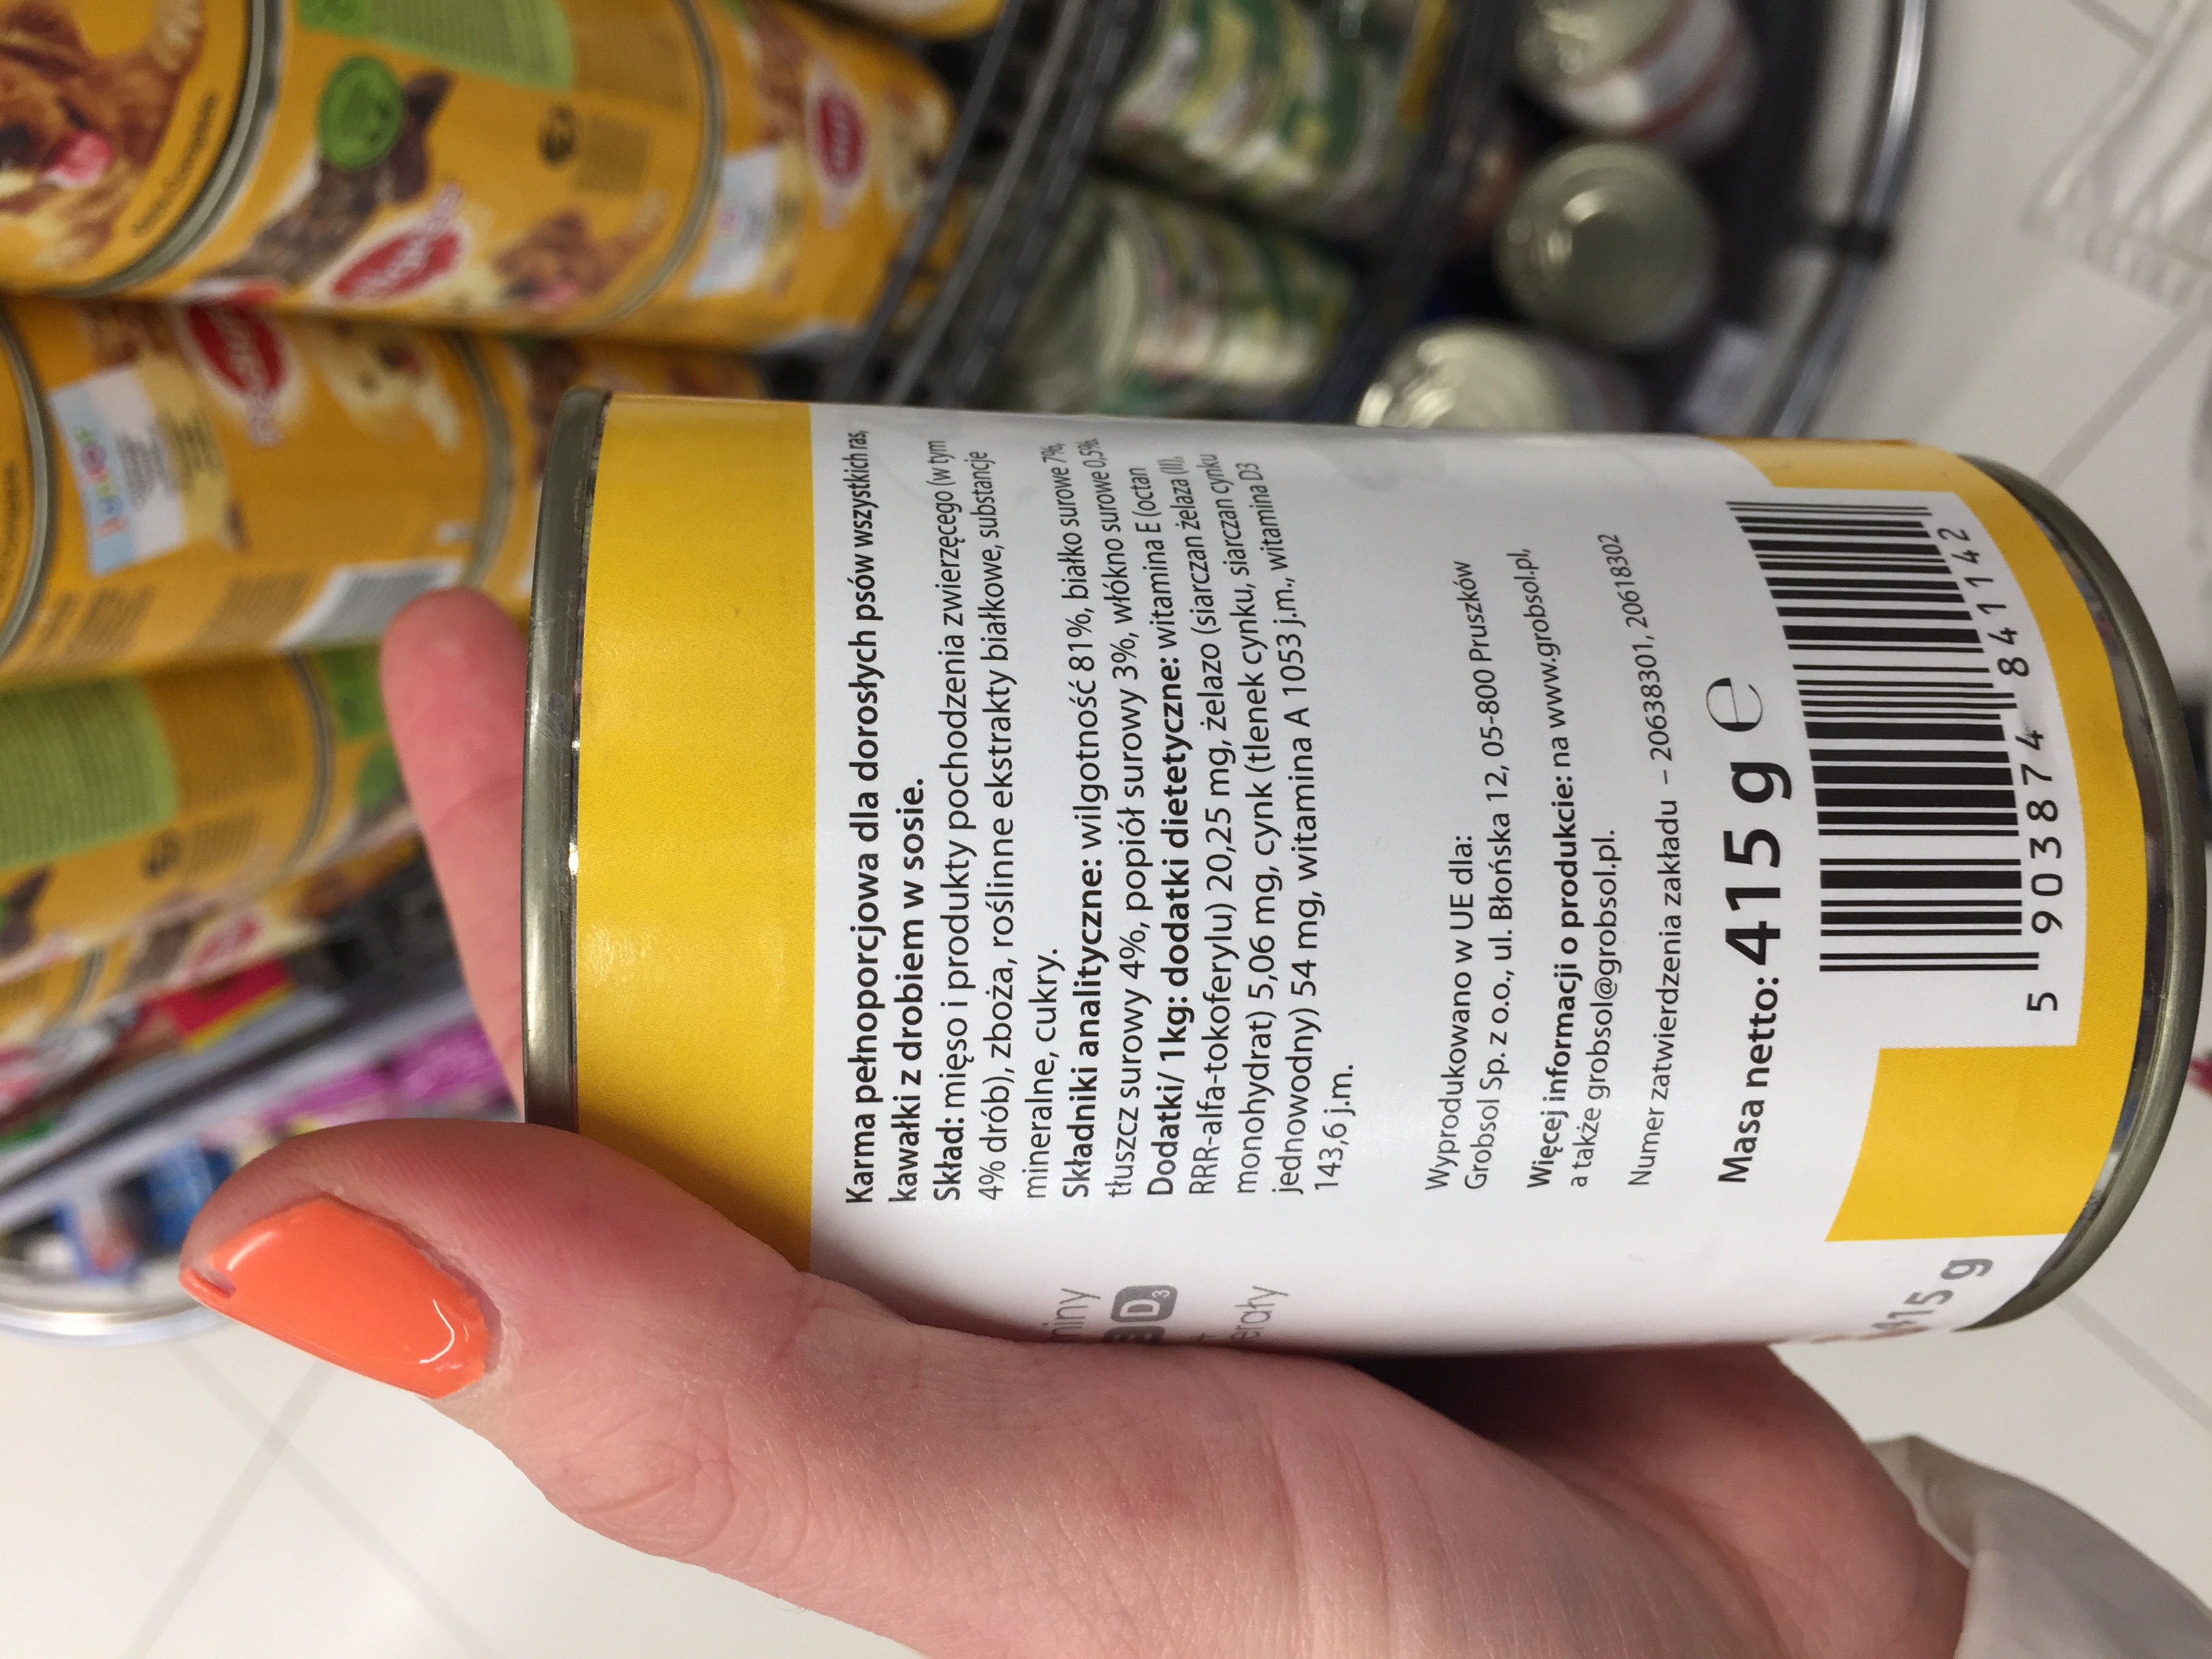 Karma pełnoporcjowa dla dorosłych psów wszystkich ras,
kawałki z drobiem w sosie.
Skład: mięso i produkty pochodzenia zwierzęcego (w tym
4% drób), zboża, roślinne ekstrakty białkowe, substancje
mineralne, cukry.
Składniki analityczne: wilgotność 81%, białko surowe 7%,
tłuszcz surowy 4%, popiół surowy 3%, włókno surowe 0,5%.
Dodatki/ 1kg: dodatki dietetyczne: witamina E (octan
RRR-alfa-tokoferylu) 20,25 mg, żelazo (siarczan żelaza (II),
monohydrat) 5,06 mg, cynk (tlenek cynku, siarczan cynku
jednowodny) 54 mg, witamina A 1053 j.m., witamina D3
143,6 j.m.
Wyprodukowano w UE dla:
Grobsol Sp. z o.o., ul. Błońska 12, 05-800 Pruszków
Więcej informacji o produkcie: na www.grobsol.pl,
a także grobsol@grobsol.pl.
Numer zatwierdzenia zakładu – 20638301, 20618302
Masa netto: 415 g ℮
5 903874 841142
D3
415 g
Junior
Pedigree